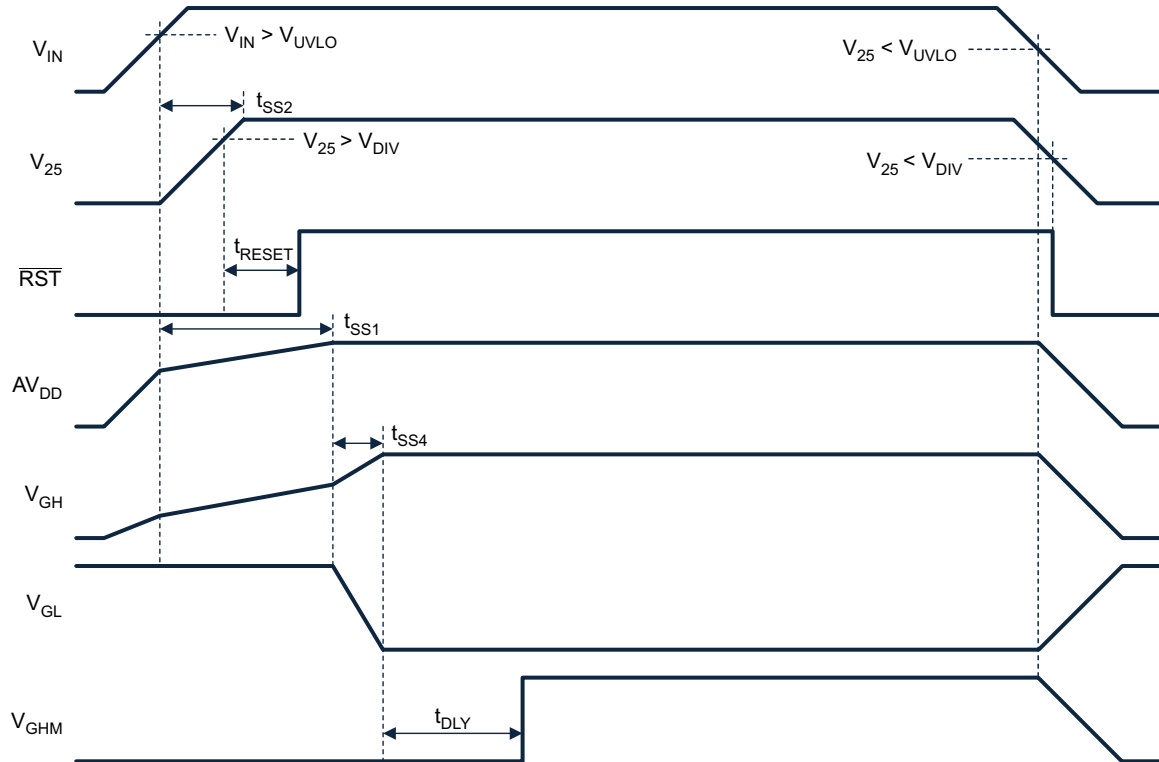 V_IN
V_IN > V_UVLO
V_25 < V_UVLO
t_SS2
V_25
V_25 > V_DIV
V_25 < V_DIV
t_RESET
R̅S̅T̅
t_SS1
AV_DD
t_SS4
V_GH
V_GL
t_DLY
V_GHM